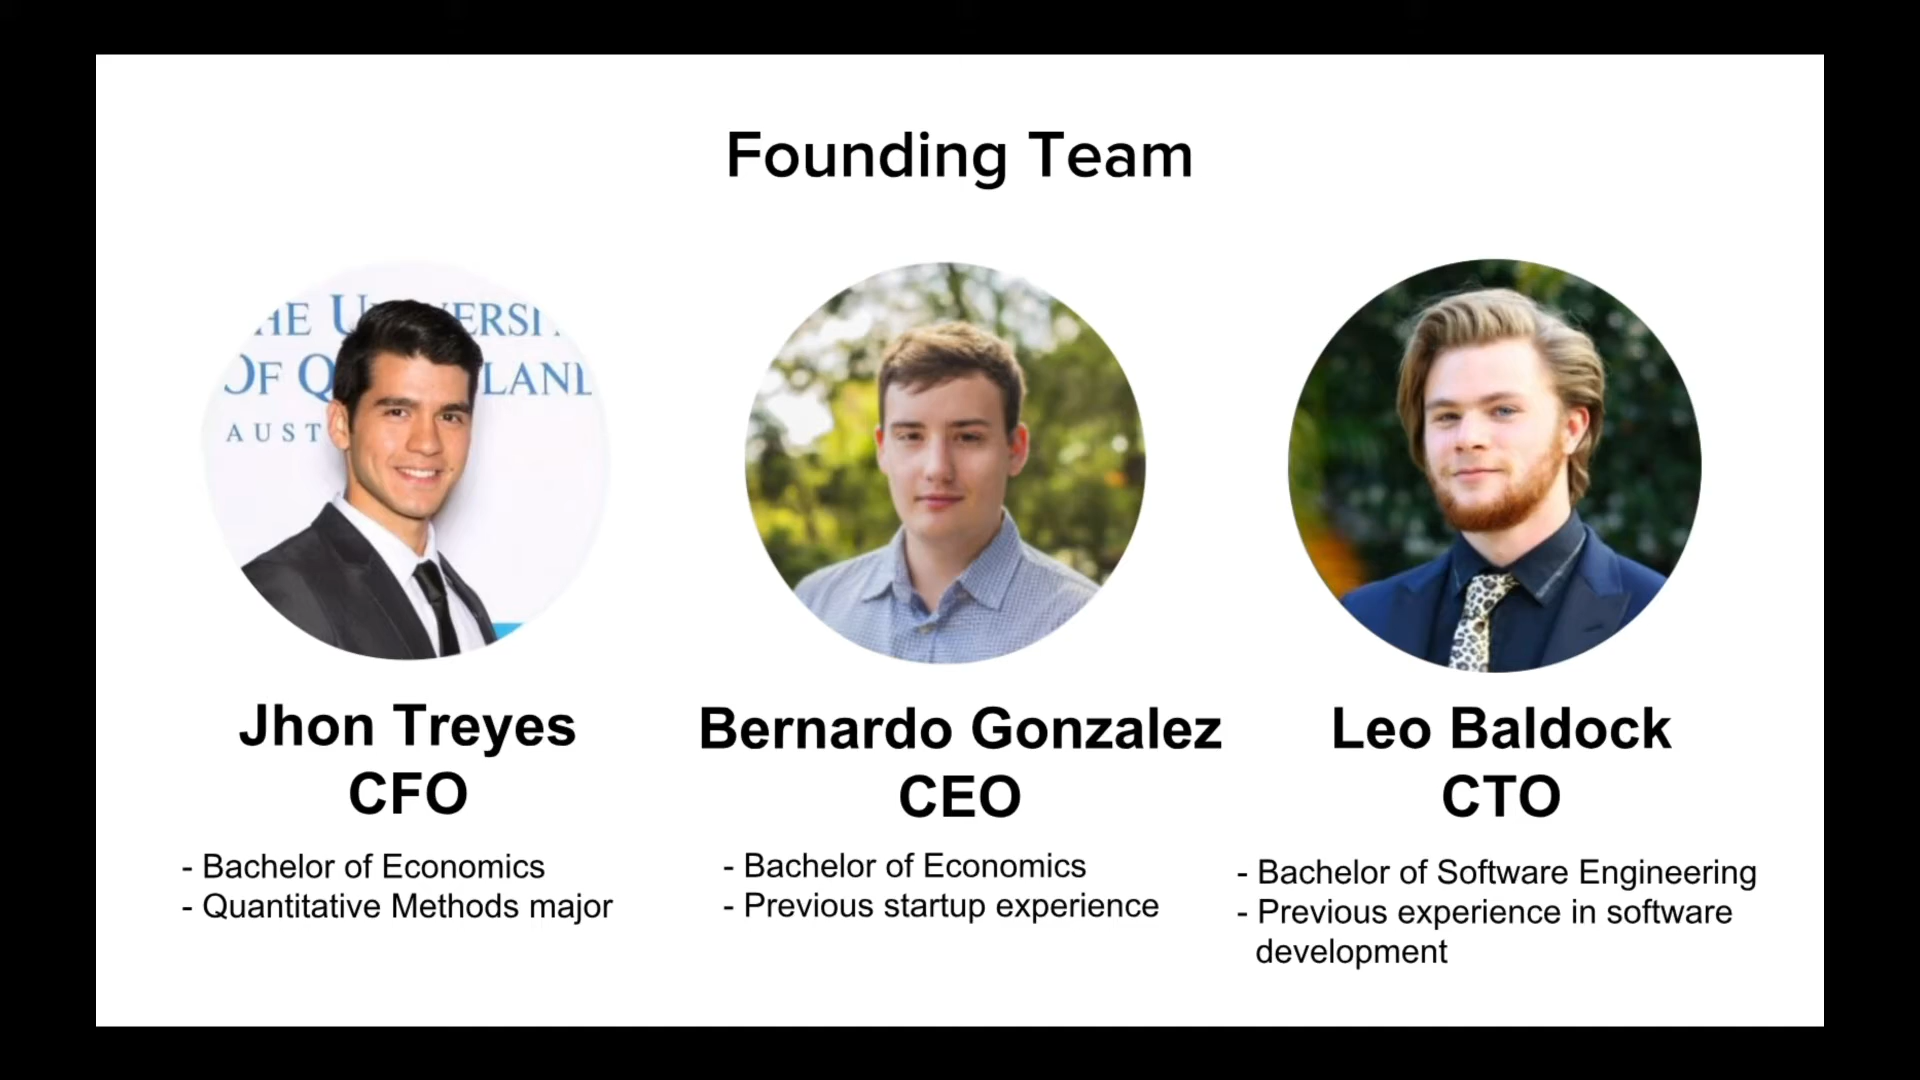 Founding Team
AUST
Jhon Treyes
CFO
- Bachelor of Economics
- Quantitative Methods major
Bernardo Gonzalez
CEO
- Bachelor of Economics
- Previous startup experience
Leo Baldock
CTO
- Bachelor of Software Engineering
- Previous experience in software
development